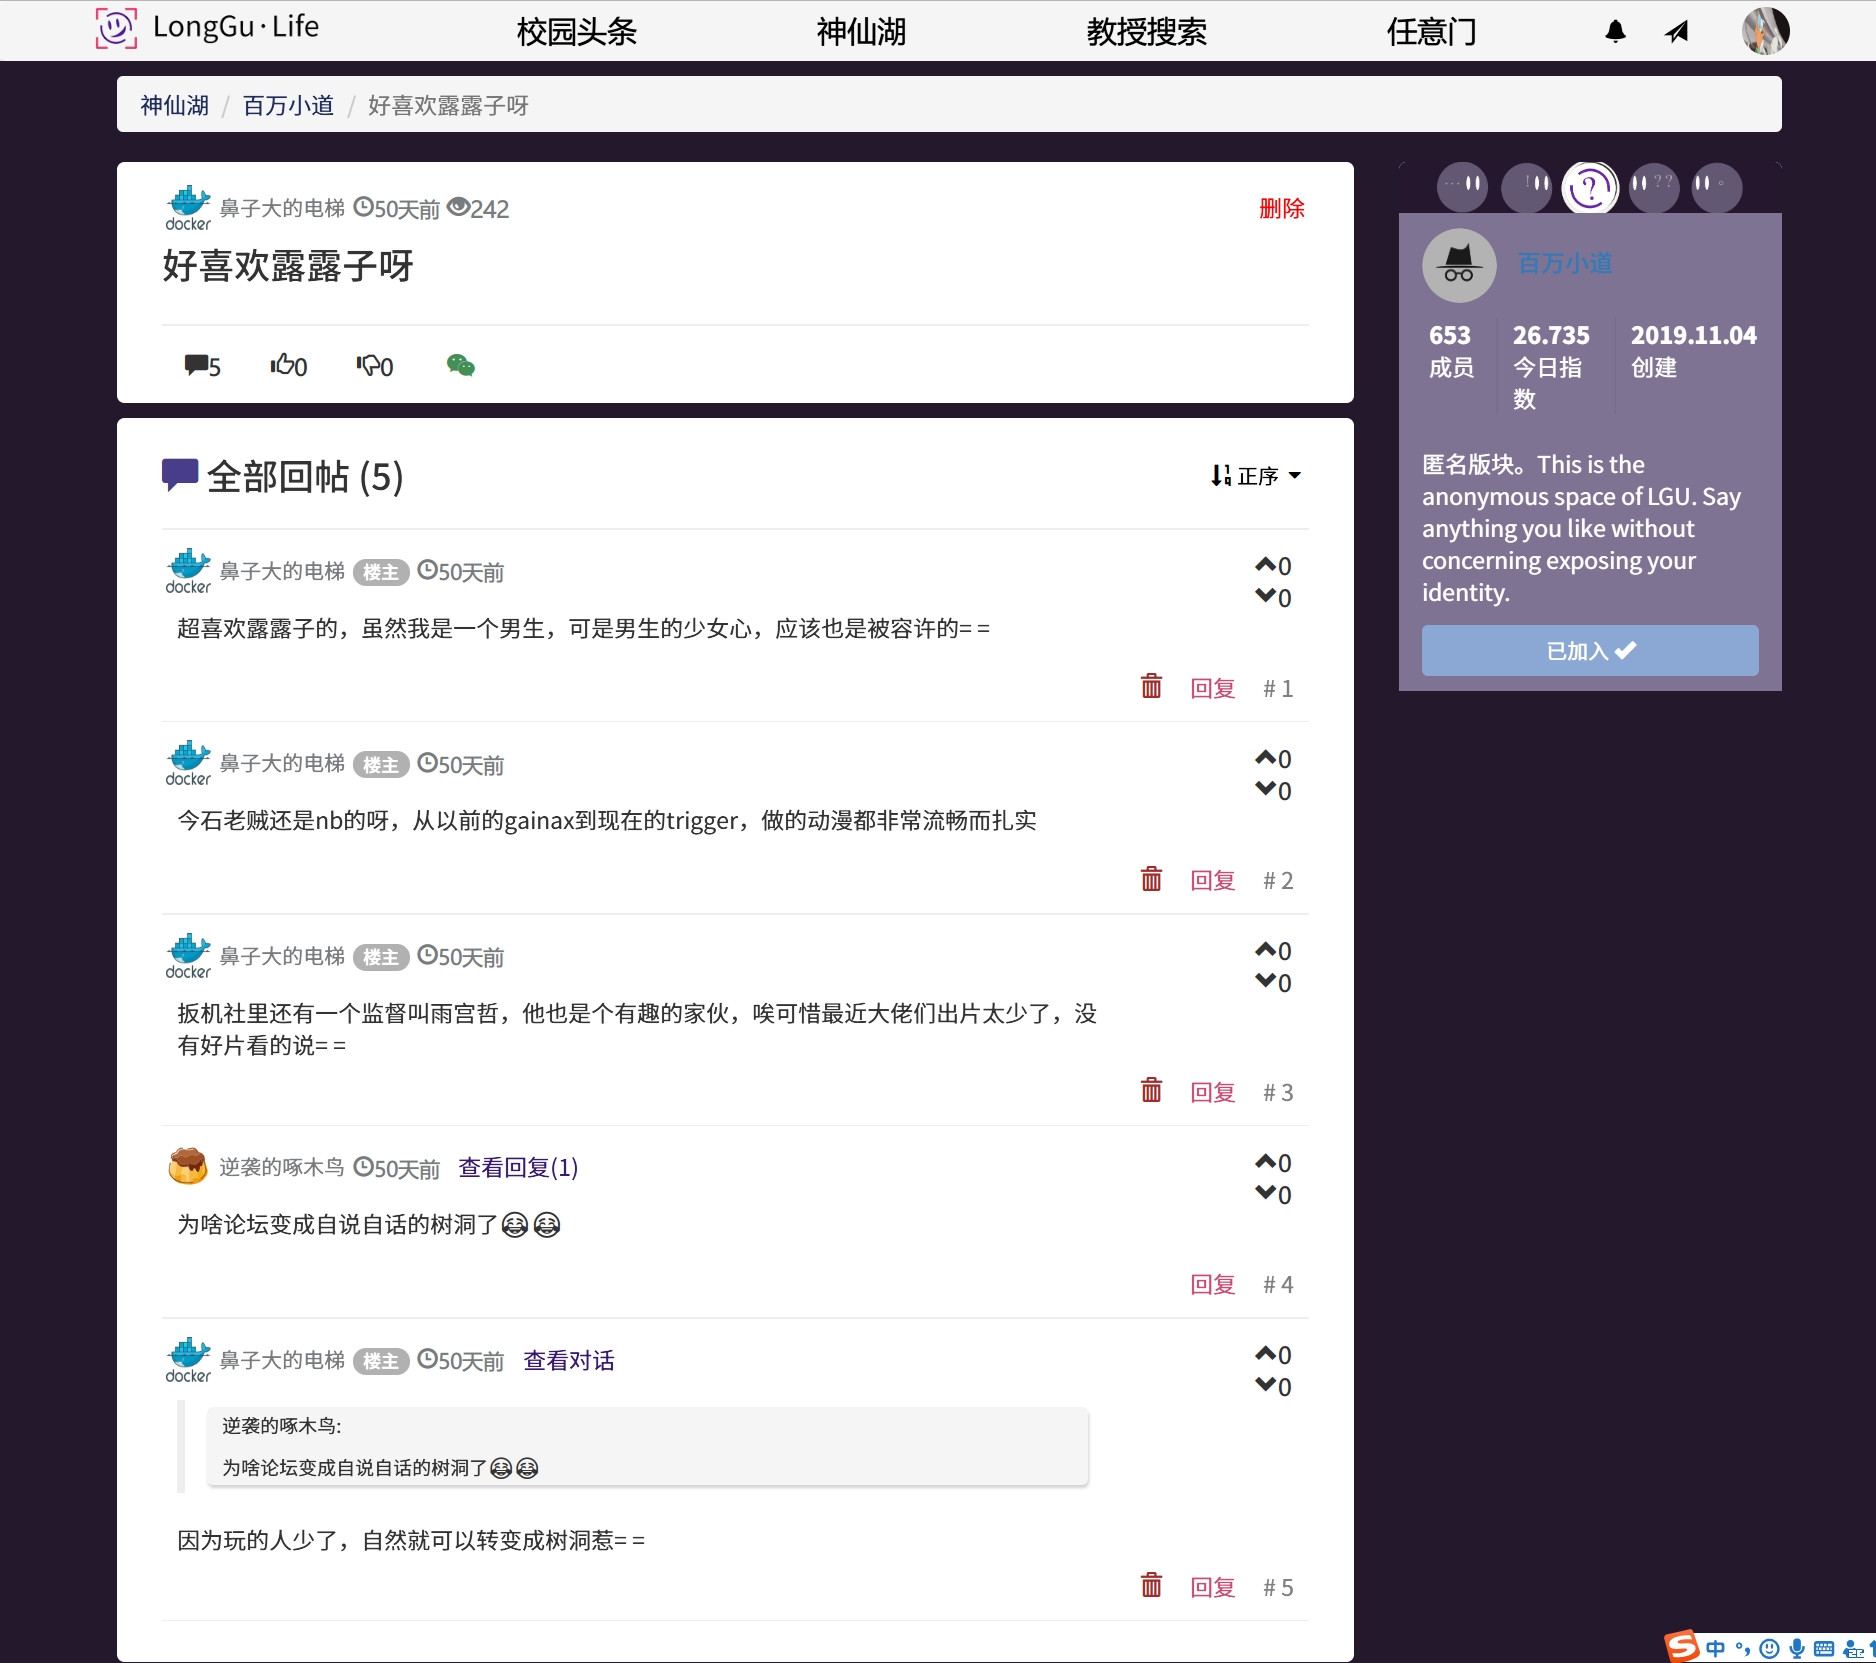 LongGu·Life 校园头条 神仙湖 教授搜索 任意门
神仙湖 / 百万小道 / 好喜欢露露子呀
docker 鼻子大的电梯 50天前 242 删除
好喜欢露露子呀
5 0 0
全部回帖 (5) 正序
docker 鼻子大的电梯 楼主 50天前 0
0
超喜欢露露子的，虽然我是一个男生，可是男生的少女心，应该也是被容许的= =
回复 # 1
docker 鼻子大的电梯 楼主 50天前 0
0
今石老贼还是nb的呀，从以前的gainax到现在的trigger，做的动漫都非常流畅而扎实
回复 # 2
docker 鼻子大的电梯 楼主 50天前 0
0
扳机社里还有一个监督叫雨宫哲，他也是个有趣的家伙，唉可惜最近大佬们出片太少了，没
有好片看的说= =
回复 # 3
逆袭的啄木鸟 50天前 查看回复(1) 0
0
为啥论坛变成自说自话的树洞了😂😂
回复 # 4
docker 鼻子大的电梯 楼主 50天前 查看对话 0
0
逆袭的啄木鸟:
为啥论坛变成自说自话的树洞了😂😂
因为玩的人少了，自然就可以转变成树洞惹= =
回复 # 5
… ! ? ? ? 。
百万小道
653 26.735 2019.11.04
成员 今日指 创建
数
匿名版块。This is the
anonymous space of LGU. Say
anything you like without
concerning exposing your
identity.
已加入
S 中 °,